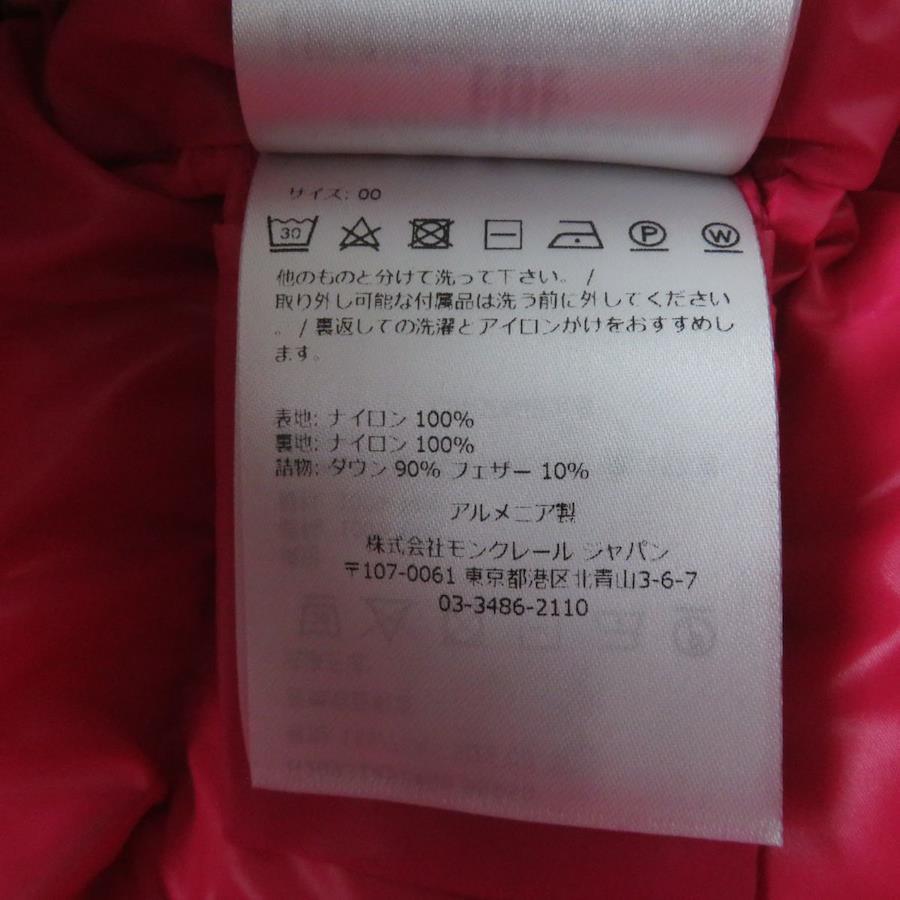 サイズ: 00
30
P
W
他のものと分けて洗って下さい。 /
取り外し可能な付属品は洗う前に外してください
。 / 裏返しての洗濯とアイロンがけをおすすめし
ます。
表地: ナイロン 100%
裏地: ナイロン 100%
詰物: ダウン 90% フェザー 10%
アルメニア製
株式会社モンクレール ジャパン
〒107-0061 東京都港区北青山3-6-7
03-3486-2110